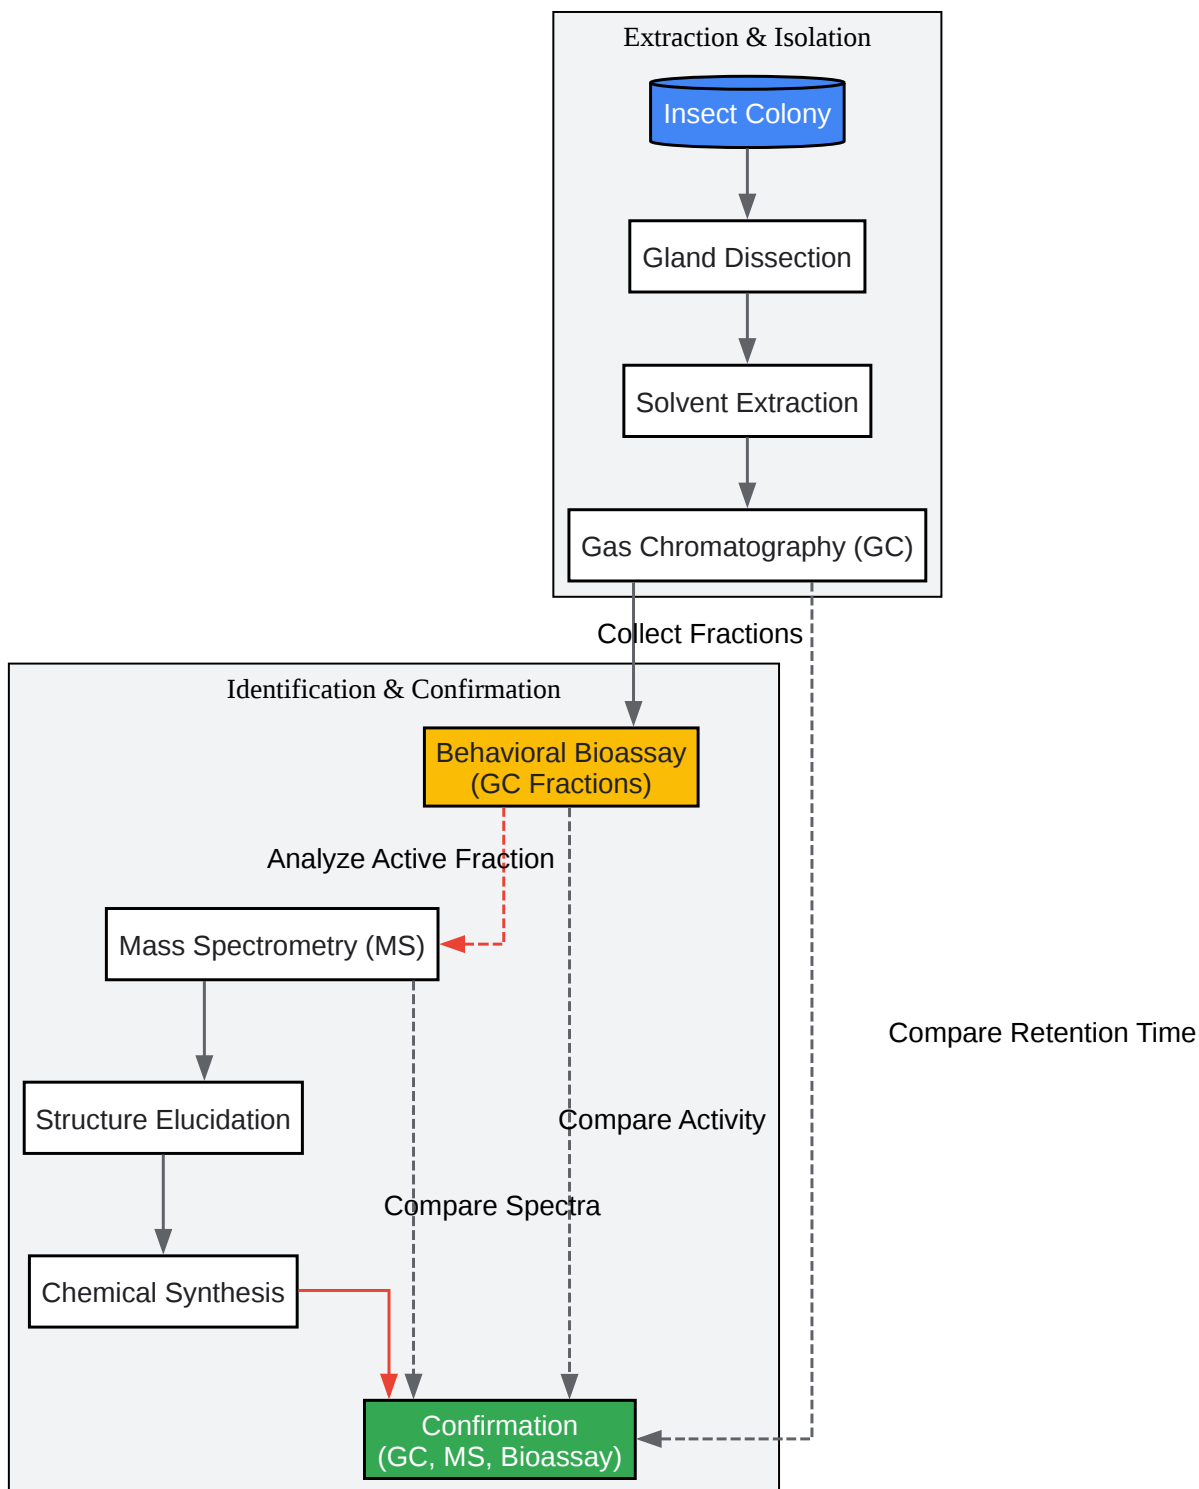 Extraction & Isolation
Insect Colony
Gland Dissection
Solvent Extraction
Gas Chromatography (GC)
Collect Fractions
Identification & Confirmation
Behavioral Bioassay
(GC Fractions)
Analyze Active Fraction
Mass Spectrometry (MS)
Compare Retention Time
Structure Elucidation
Compare Activity
Compare Spectra
Chemical Synthesis
Confirmation
(GC, MS, Bioassay)